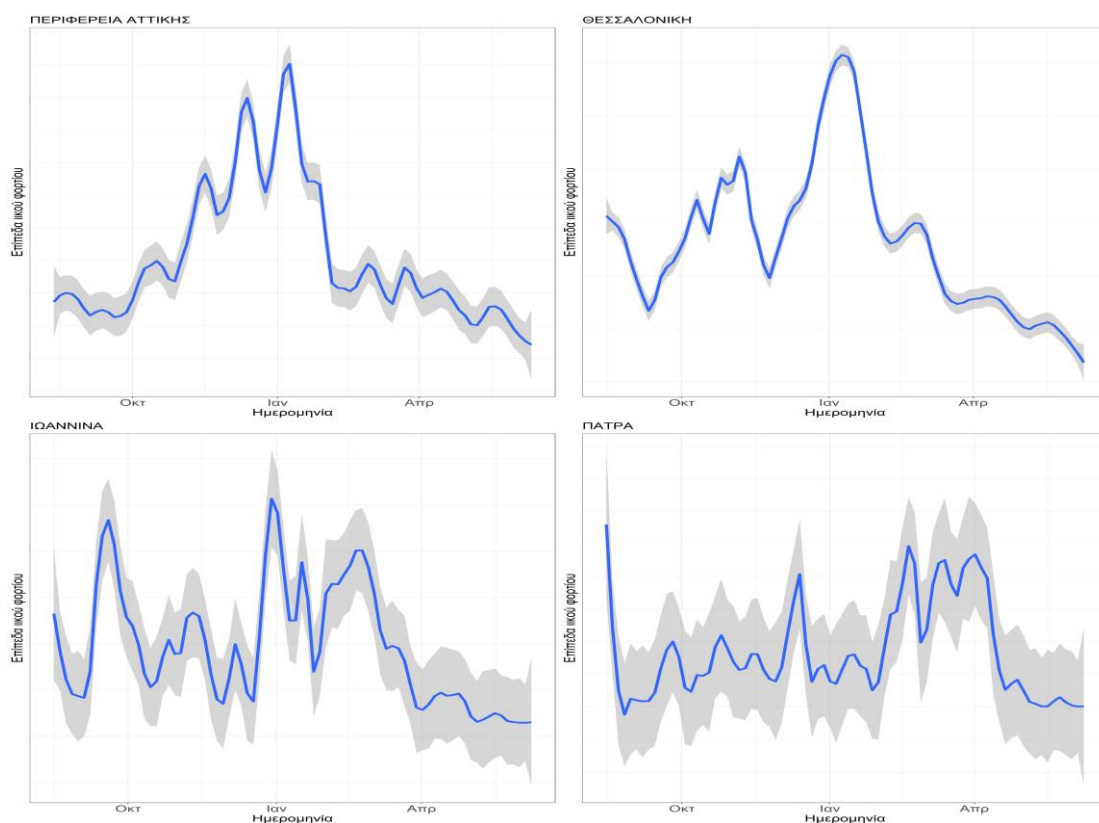 ΠΕΡΙΦΕΡΕΙΑ ΑΤΤΙΚΗΣ
Επίπεδα ιικού φορτίου
Οκτ Ιαν Απρ
Ημερομηνία
ΘΕΣΣΑΛΟΝΙΚΗ
Επίπεδα ιικού φορτίου
Οκτ Ιαν Απρ
Ημερομηνία
ΙΩΑΝΝΙΝΑ
Επίπεδα ιικού φορτίου
Οκτ Ιαν Απρ
Ημερομηνία
ΠΑΤΡΑ
Επίπεδα ιικού φορτίου
Οκτ Ιαν Απρ
Ημερομηνία